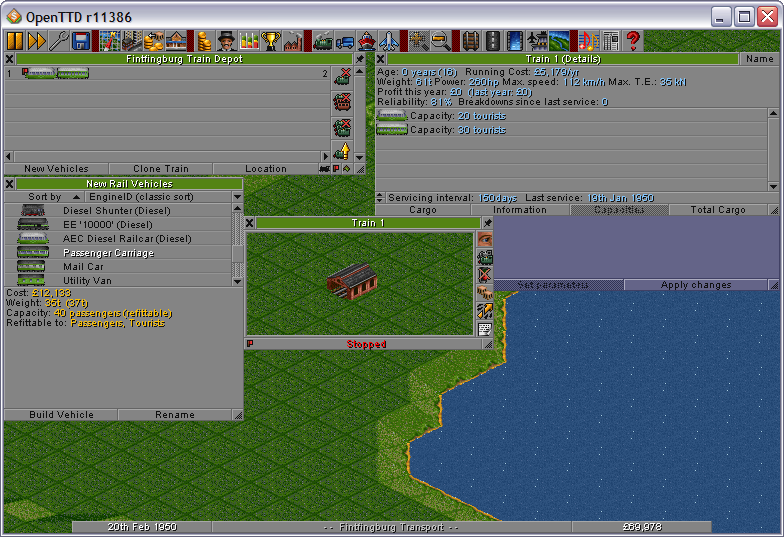 OpenTTD r11386
Fintfingburg Train Depot
1 2
New Vehicles Clone Train Location
Train 1 (Details) Name
Age: 0 years (16) Running Cost: £5,179/yr
Weight: 61t Power: 260hp Max. speed: 112 km/h Max. T.E.: 35 kN
Profit this year: £0 (last year: £0)
Reliability: 81% Breakdowns since last service: 0
Capacity: 20 tourists
Capacity: 30 tourists
Servicing interval: 150days Last service: 19th Jan 1950
Cargo Information Capacities Total Cargo
Set parameters Apply changes
New Rail Vehicles
Sort by EngineID (classic sort)
Diesel Shunter (Diesel)
EE '10000' (Diesel)
AEC Diesel Railcar (Diesel)
Passenger Carriage
Mail Car
Utility Van
Cost: £12,133
Weight: 35t (37t)
Capacity: 40 passengers (refittable)
Refittable to: Passengers, Tourists
Build Vehicle Rename
Train 1
Stopped
20th Feb 1950 - - Fintfingburg Transport - - £69,978